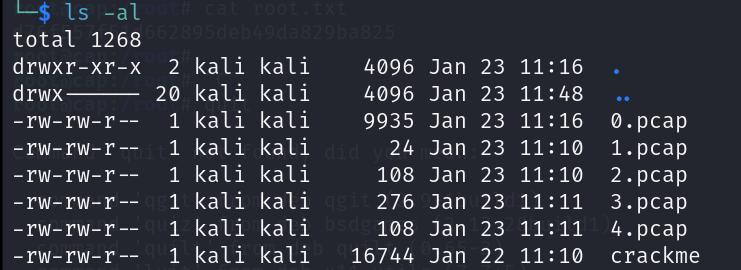 └─$ ls -al
cat root.txt
total 1268
drwxr-xr-x 2 kali kali 4096 Jan 23 11:16 .
drwx------ 20 kali kali 4096 Jan 23 11:48 ..
-rw-rw-r-- 1 kali kali 9935 Jan 23 11:16 0.pcap
-rw-rw-r-- 1 kali kali 24 Jan 23 11:10 1.pcap
-rw-rw-r-- 1 kali kali 108 Jan 23 11:10 2.pcap
-rw-rw-r-- 1 kali kali 276 Jan 23 11:11 3.pcap
-rw-rw-r-- 1 kali kali 108 Jan 23 11:11 4.pcap
-rw-rw-r-- 1 kali kali 16744 Jan 22 11:10 crackme